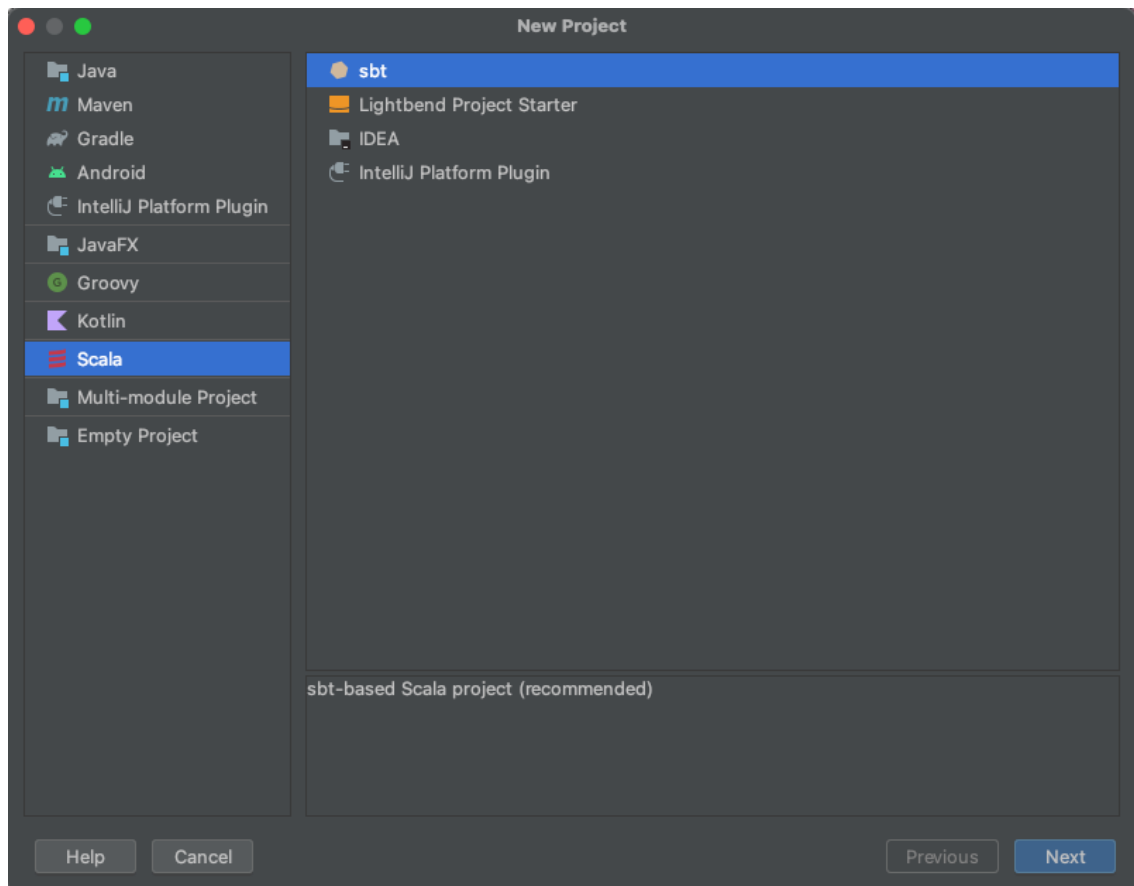 New Project
Java
Maven
Gradle
Android
IntelliJ Platform Plugin
JavaFX
Groovy
Kotlin
Scala
Multi-module Project
Empty Project
sbt
Lightbend Project Starter
IDEA
IntelliJ Platform Plugin
sbt-based Scala project (recommended)
Help
Cancel
Previous
Next